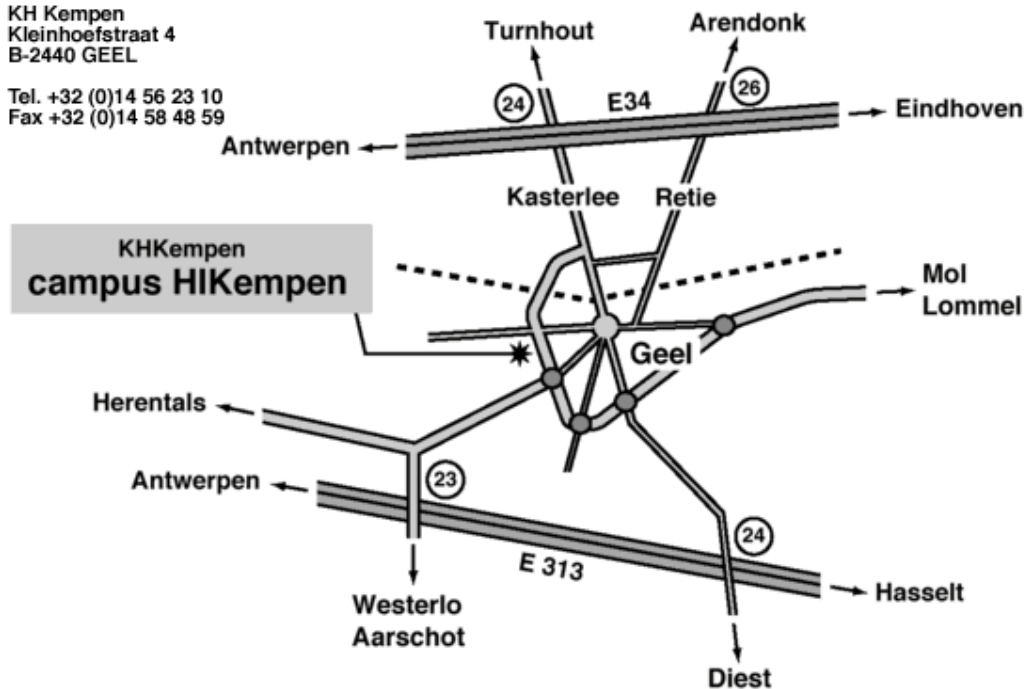 KH Kempen
Kleinhoefstraat 4
B-2440 GEEL
Tel. +32 (0)14 56 23 10
Fax +32 (0)14 58 48 59
Turnhout
Arendonk
24
E34
26
Eindhoven
Antwerpen
Kasterlee
Retie
KHKempen
campus HIKempen
Mol
Lommel
Geel
Herentals
Antwerpen
23
24
E 313
Hasselt
Westerlo
Aarschot
Diest